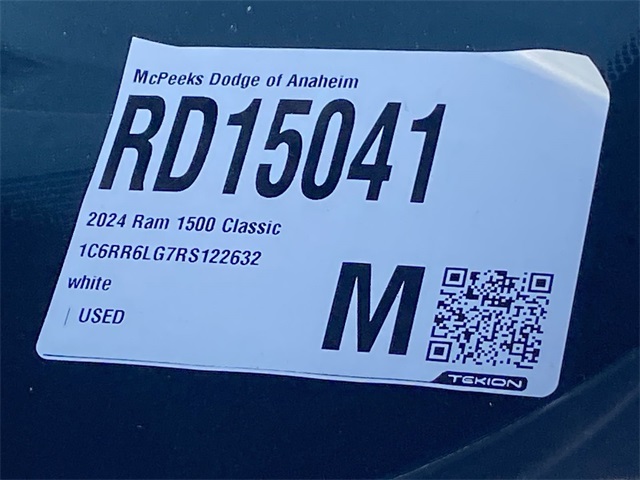 McPeeks Dodge of Anaheim
RD15041
2024 Ram 1500 Classic
1C6RR6LG7RS122632
white
| USED
M
TEKION